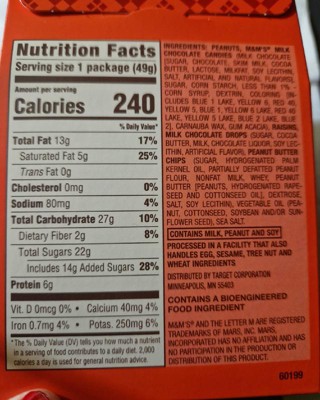 Nutrition Facts
Serving size 1 package (49g)
Amount per serving
Calories 240
% Daily Value*
Total Fat 13g 17%
Saturated Fat 5g 25%
Trans Fat 0g
Cholesterol 0mg 0%
Sodium 80mg 4%
Total Carbohydrate 27g 10%
Dietary Fiber 2g 8%
Total Sugars 22g
Includes 14g Added Sugars 28%
Protein 6g
Vit. D 0mcg 0% • Calcium 40mg 4%
Iron 0.7mg 4% • Potas. 250mg 6%
*The % Daily Value (DV) tells you how much a nutrient
in a serving of food contributes to a daily diet. 2,000
calories a day is used for general nutrition advice.
INGREDIENTS: PEANUTS, M&M'S® MILK
CHOCOLATE CANDIES (MILK CHOCOLATE
[SUGAR, CHOCOLATE, SKIM MILK, COCOA
BUTTER, LACTOSE, MILKFAT, SOY LECITHIN,
SALT, ARTIFICIAL AND NATURAL FLAVORS],
SUGAR, CORN STARCH, LESS THAN 1%-
CORN SYRUP, DEXTRIN, COLORING (IN-
CLUDES BLUE 1 LAKE, YELLOW 6, RED 40,
YELLOW 5, BLUE 1, YELLOW 6 LAKE, RED 40
LAKE, YELLOW 5 LAKE, BLUE 2 LAKE, BLUE
2), CARNAUBA WAX, GUM ACACIA), RAISINS,
MILK CHOCOLATE DROPS (SUGAR, COCOA
BUTTER, MILK, CHOCOLATE LIQUOR, SOY LEC-
ITHIN, ARTIFICIAL FLAVOR), PEANUT BUTTER
CHIPS (SUGAR, HYDROGENATED PALM
KERNEL OIL, PARTIALLY DEFATTED PEANUT
FLOUR, NONFAT MILK, WHEY, PEANUT
BUTTER [PEANUTS, HYDROGENATED RAPE-
SEED AND COTTONSEED OIL], DEXTROSE,
SALT, SOY LECITHIN), VEGETABLE OIL (PEA-
NUT, COTTONSEED, SOYBEAN AND/OR SUN-
FLOWER SEED), SEA SALT.
CONTAINS MILK, PEANUT AND SOY
PROCESSED IN A FACILITY THAT ALSO
HANDLES EGG, SESAME, TREE NUT AND
WHEAT INGREDIENTS
DISTRIBUTED BY TARGET CORPORATION
MINNEAPOLIS, MN 55403
CONTAINS A BIOENGINEERED
FOOD INGREDIENT
M&M'S® AND THE LETTER M ARE REGISTERED
TRADEMARKS OF MARS, INC. MARS,
INCORPORATED HAS NO AFFILIATION AND HAS
NO PARTICIPATION IN THE PRODUCTION OR
DISTRIBUTION OF THIS PRODUCT.
60199